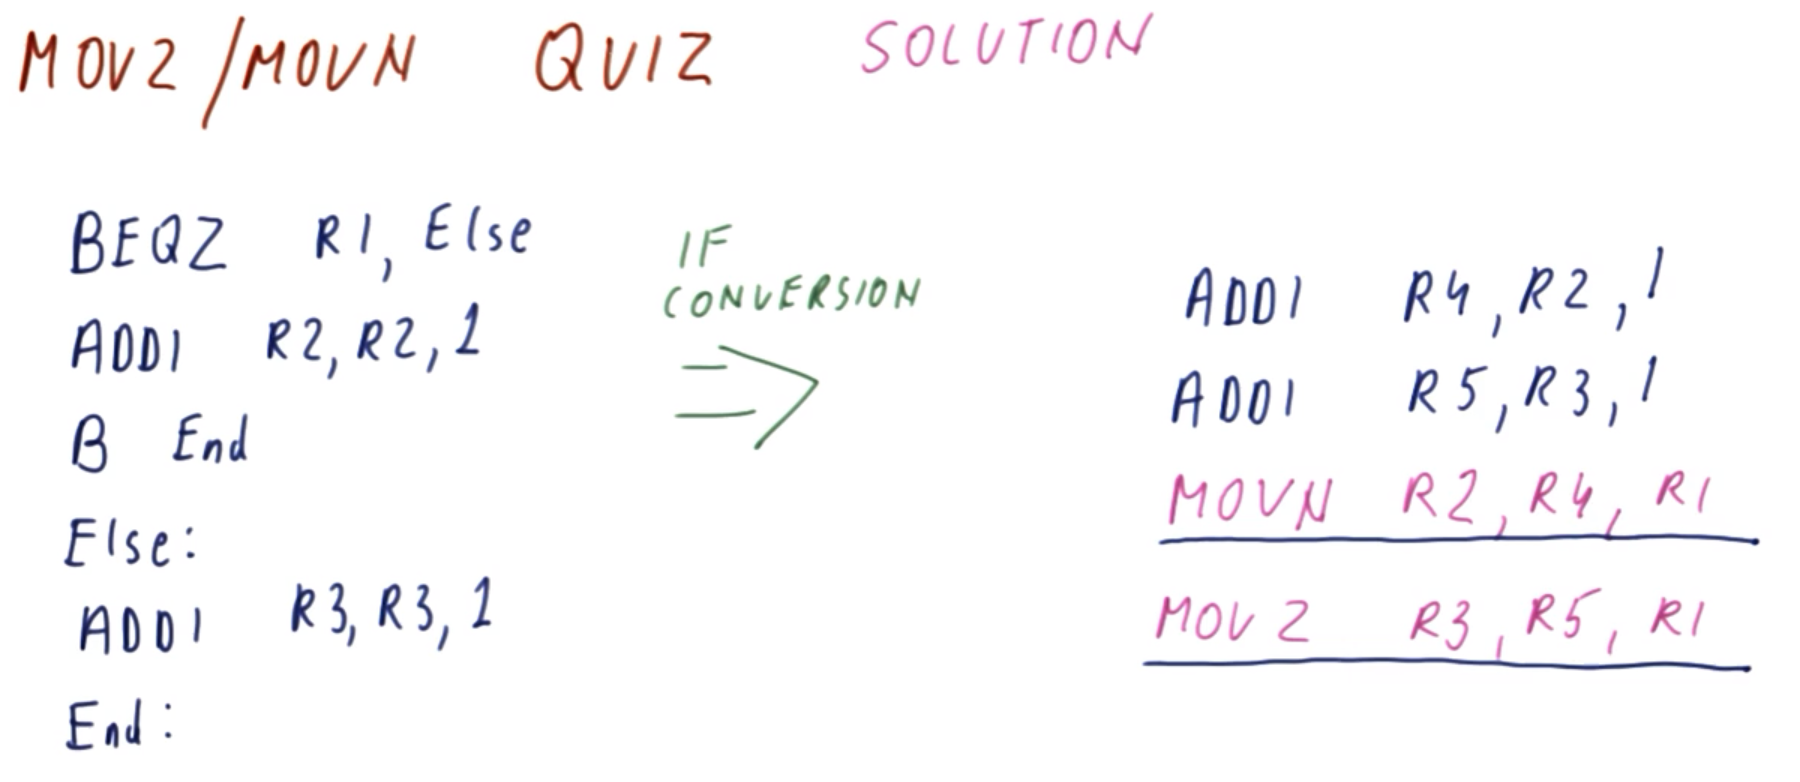 MOVZ/MOVN QUIZ SOLUTION
BEQZ R1, Else
ADDI R2, R2, 1
B End
Else:
ADDI R3, R3, 1
End:
IF
CONVERSION
ADDI R4, R2, 1
ADDI R5, R3, 1
MOVN R2, R4, R1
MOVZ R3, R5, R1